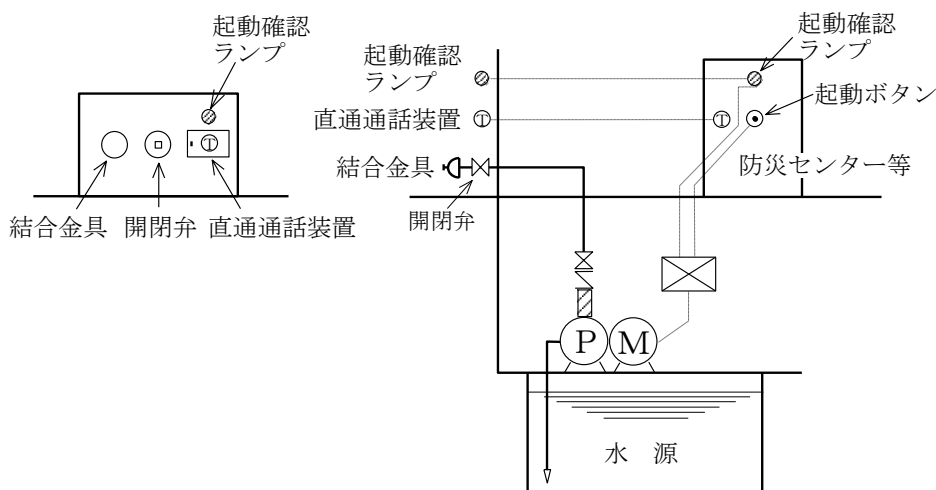 起動確認
ランプ
結合金具
開閉弁
直通通話装置
T
起動確認
ランプ
起動確認
ランプ
直通通話装置
T
T
起動ボタン
結合金具
防災センター等
開閉弁
P
M
水 源